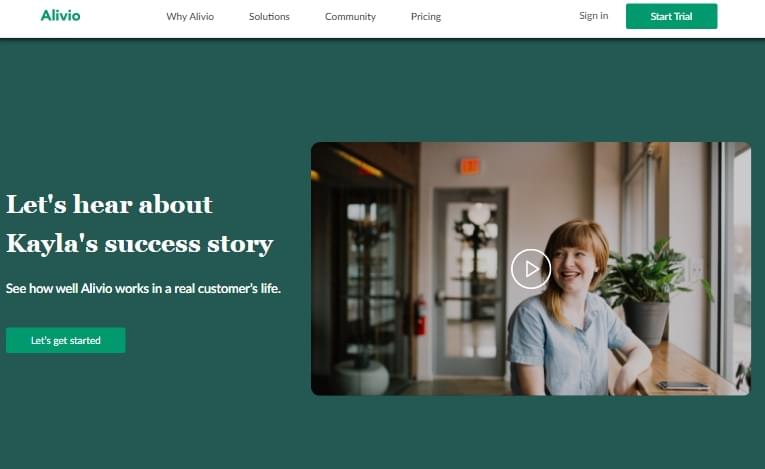 Alivio
Why Alivio
Solutions
Community
Pricing
Sign in
Start Trial
Let's hear about
Kayla's success story
See how well Alivio works in a real customer's life.
Let's get started